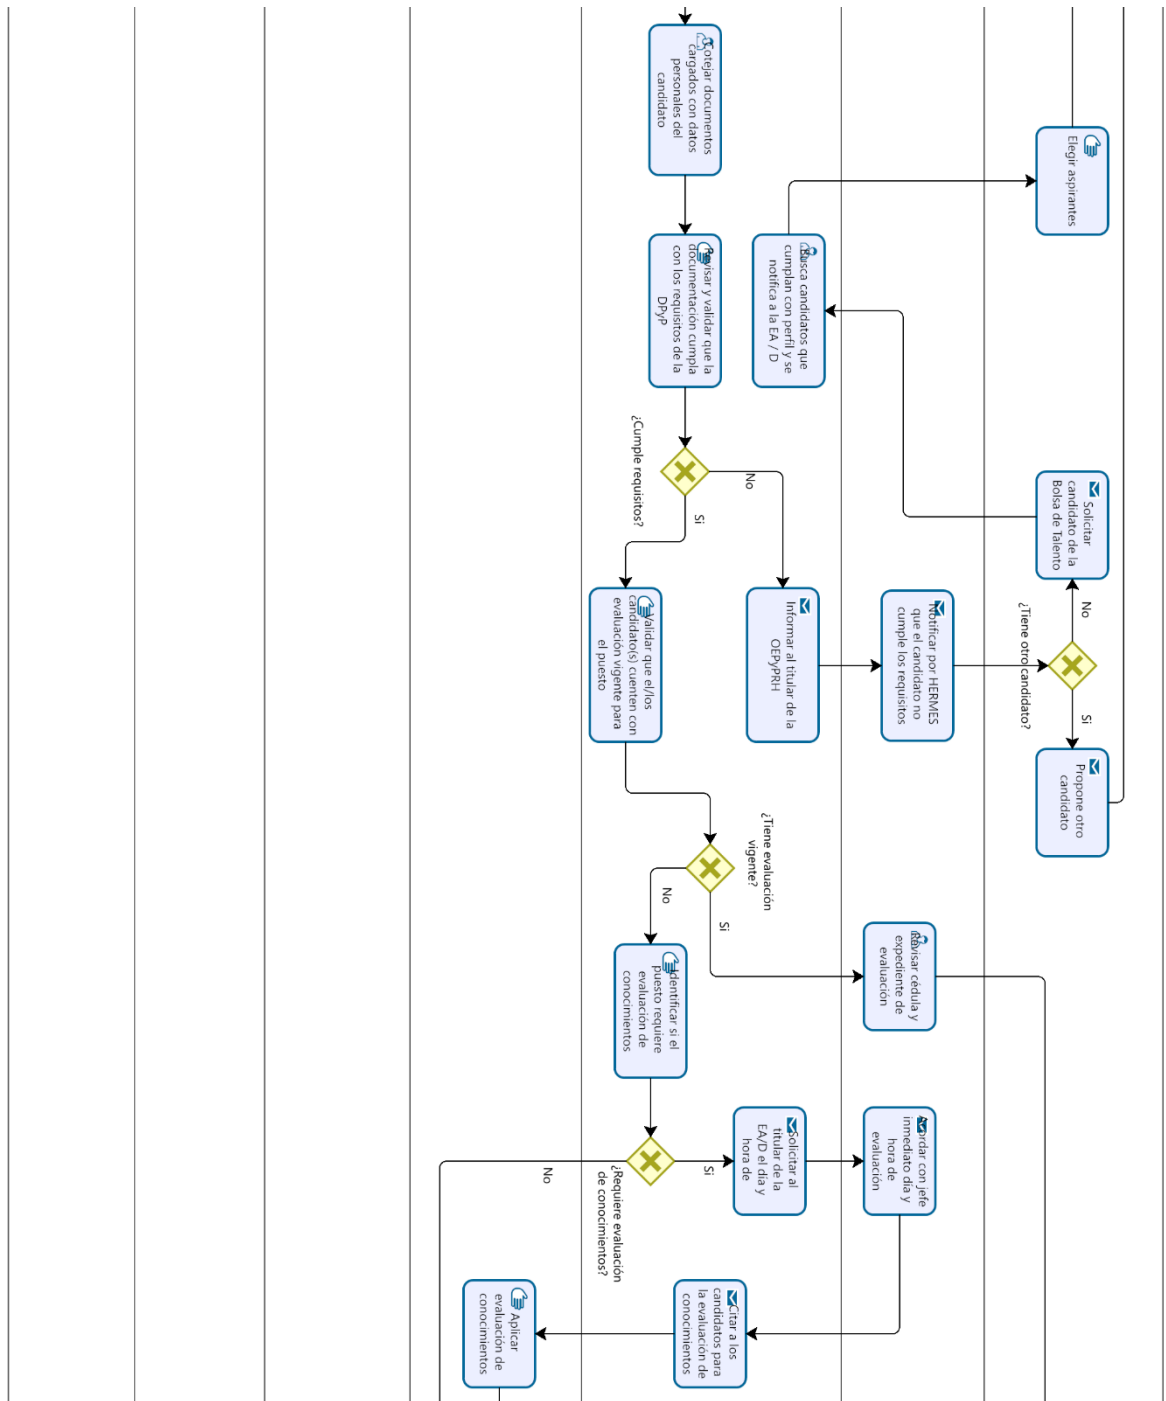 Elegir aspirantes
Solicitar
candidato de la
Bolsa de Talento
No
¿Tiene otro candidato?
Si
Propone otro
candidato
Notificar por HERMES
que el candidato no
cumple los requisitos
Revisar cédula y
expediente de
evaluación
Acordar con jefe
inmediato día y
hora de
evaluación
Busca candidatos que
cumplan con perfil y se
notifica a la EA / D
Informar al titular de la
OEPyPRH
Cotejar documentos
cargados con datos
personales del
candidato
Revisar y validar que la
documentación cumpla
con los requisitos de la
DPyP
¿Cumple requisitos?
No
Si
Validar que el/los
candidato(s) cuenten con
evaluación vigente para
el puesto
¿Tiene evaluación
vigente?
No
Si
Identificar si el
puesto requiere
evaluación de
conocimientos
¿Requiere evaluación
de conocimientos?
Si
No
Solicitar al
titular de la
EA/D el día y
hora de
Citar a los
candidatos para
la evaluación de
conocimientos
Aplicar
evaluación de
conocimientos